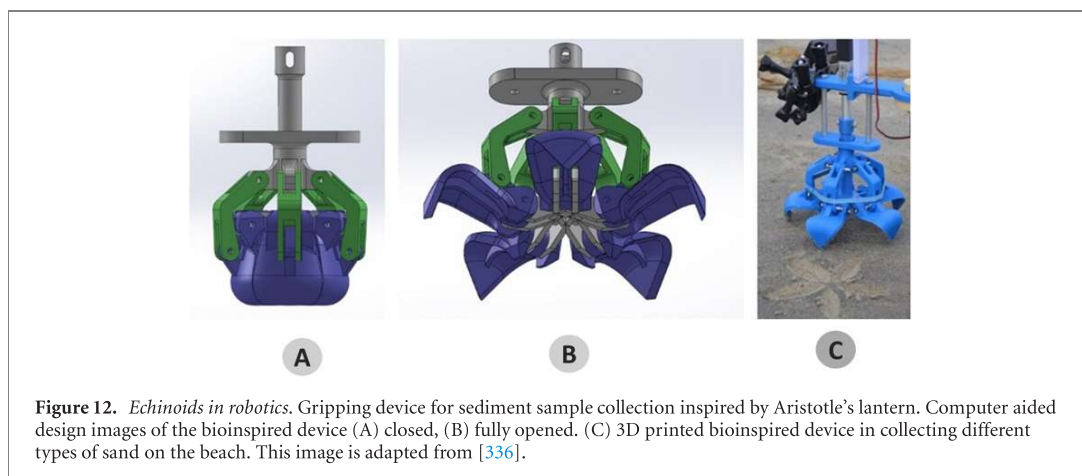 A
B
C
Figure 12. Echinoids in robotics. Gripping device for sediment sample collection inspired by Aristotle's lantern. Computer aided
design images of the bioinspired device (A) closed, (B) fully opened. (C) 3D printed bioinspired device in collecting different
types of sand on the beach. This image is adapted from [336].